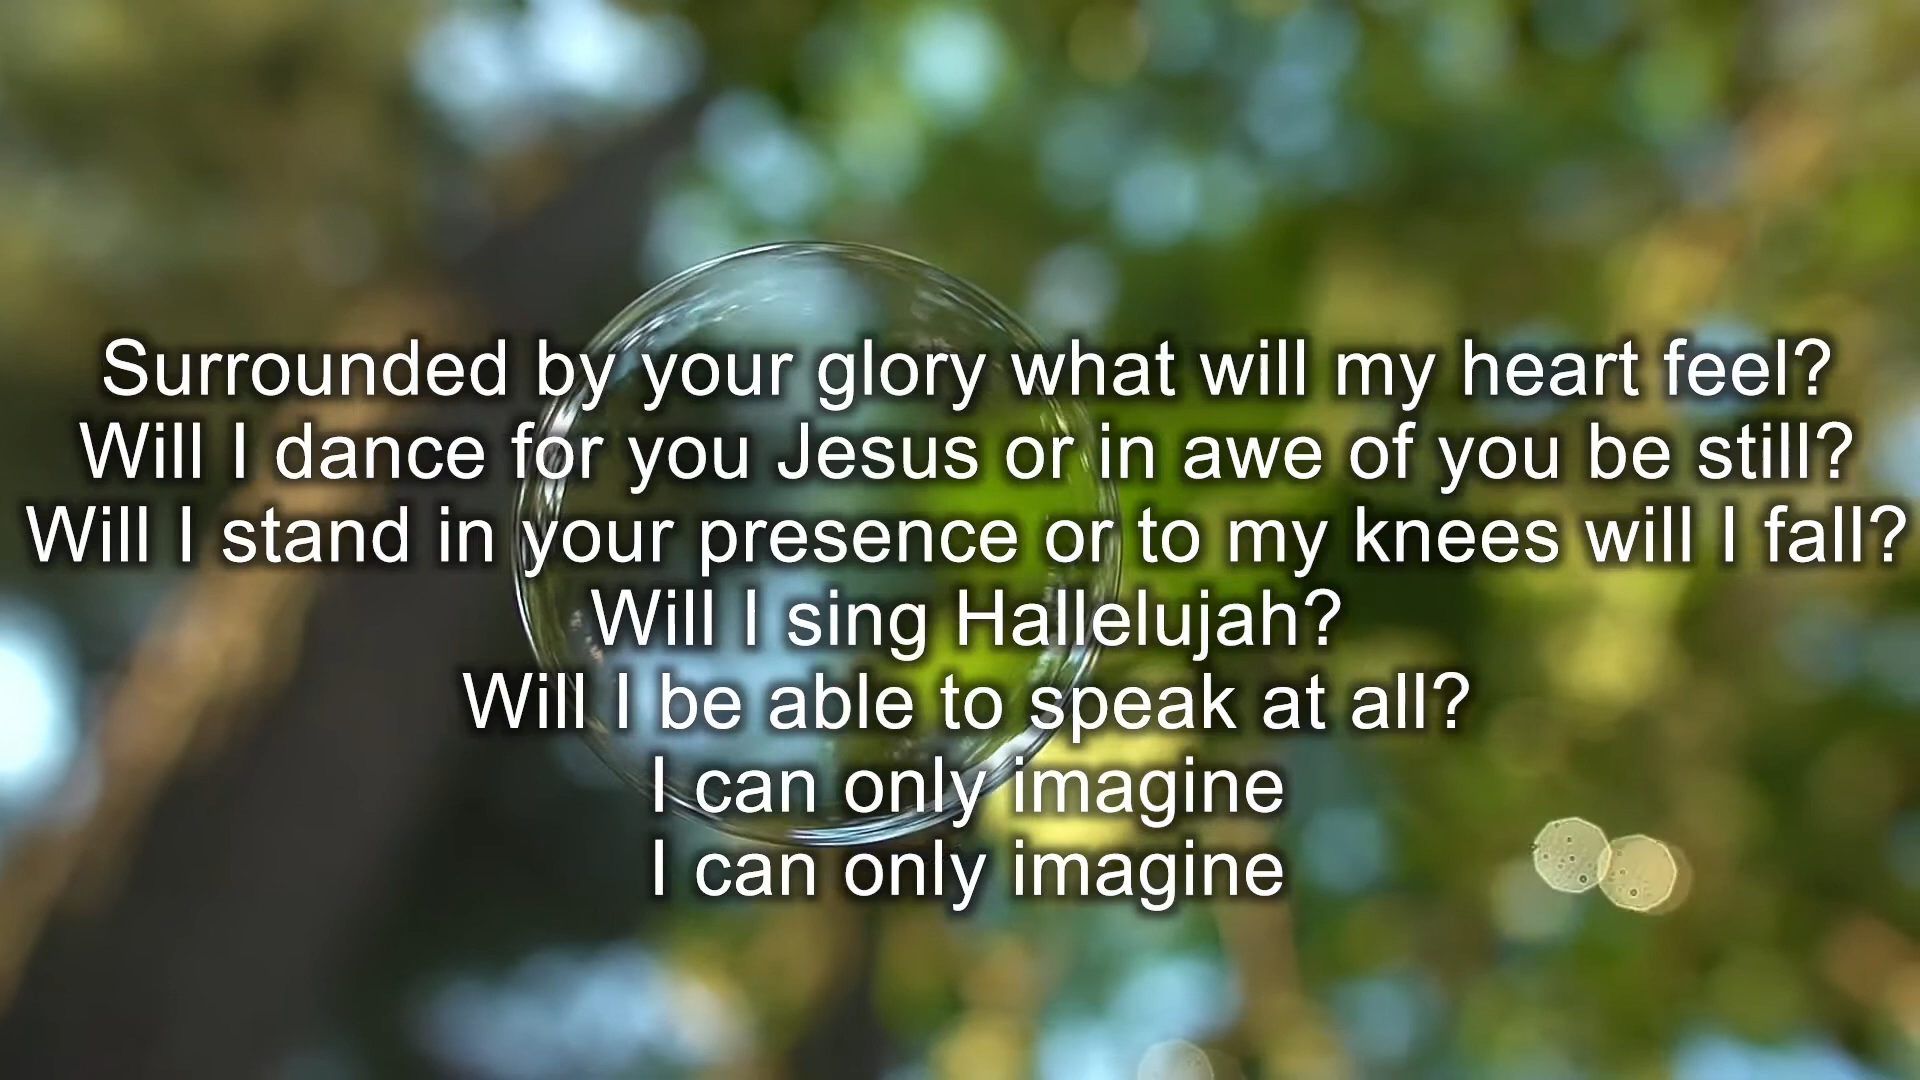 Surrounded by your glory what will my heart feel?
Will I dance for you Jesus or in awe of you be still?
Will I stand in your presence or to my knees will I fall?
Will I sing Hallelujah?
Will I be able to speak at all?
I can only imagine
I can only imagine